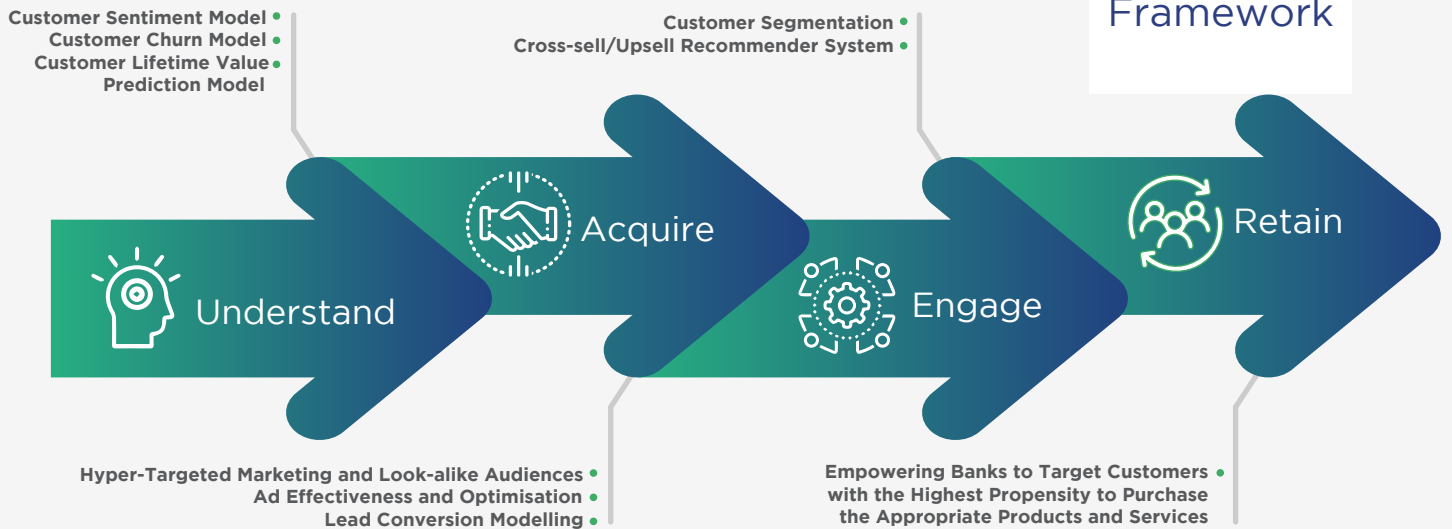 Framework
Customer Sentiment Model
Customer Churn Model
Customer Lifetime Value
Prediction Model
Customer Segmentation
Cross-sell/Upsell Recommender System
Understand
Acquire
Engage
Retain
Hyper-Targeted Marketing and Look-alike Audiences
Ad Effectiveness and Optimisation
Lead Conversion Modelling
Empowering Banks to Target Customers
with the Highest Propensity to Purchase
the Appropriate Products and Services